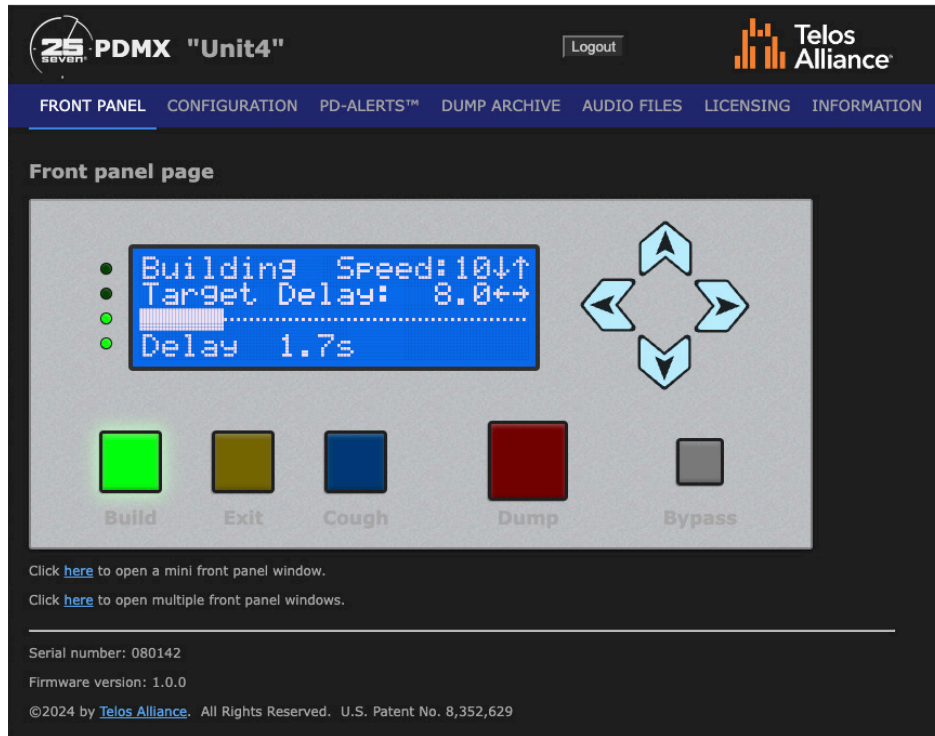 25 seven® PDMX "Unit4" Logout Telos Alliance®
FRONT PANEL CONFIGURATION PD-ALERTS™ DUMP ARCHIVE AUDIO FILES LICENSING INFORMATION
Front panel page
Building Speed:10↓↑
Target Delay: 8.0←→
Delay 1.7s
Build Exit Cough Dump Bypass
Click here to open a mini front panel window.
Click here to open multiple front panel windows.
Serial number: 080142
Firmware version: 1.0.0
©2024 by Telos Alliance. All Rights Reserved. U.S. Patent No. 8,352,629